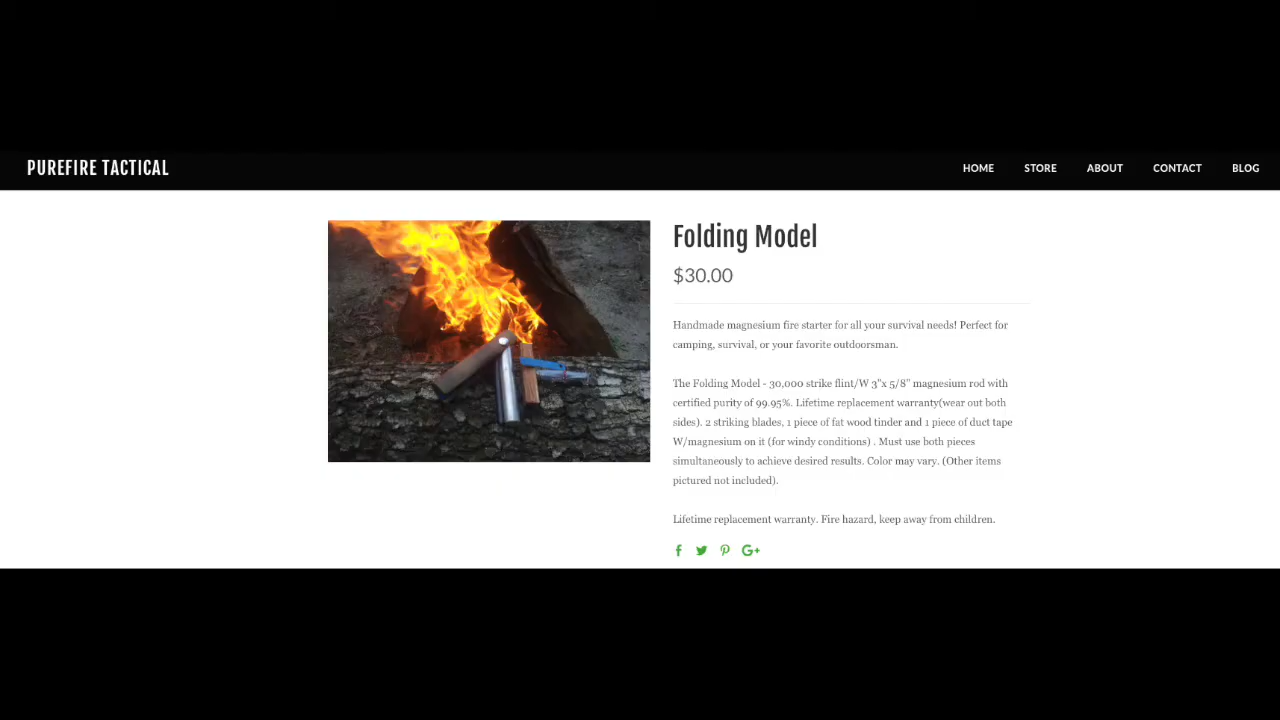 PUREFIRE TACTICAL
HOME STORE ABOUT CONTACT BLOG
Folding Model
$30.00
Handmade magnesium fire starter for all your survival needs! Perfect for
camping, survival, or your favorite outdoorsman.
The Folding Model - 30,000 strike flint/W 3"x 5/8" magnesium rod with
certified purity of 99.95%. Lifetime replacement warranty(wear out both
sides). 2 striking blades, 1 piece of fat wood tinder and 1 piece of duct tape
W/magnesium on it (for windy conditions) . Must use both pieces
simultaneously to achieve desired results. Color may vary. (Other items
pictured not included).
Lifetime replacement warranty. Fire hazard, keep away from children.